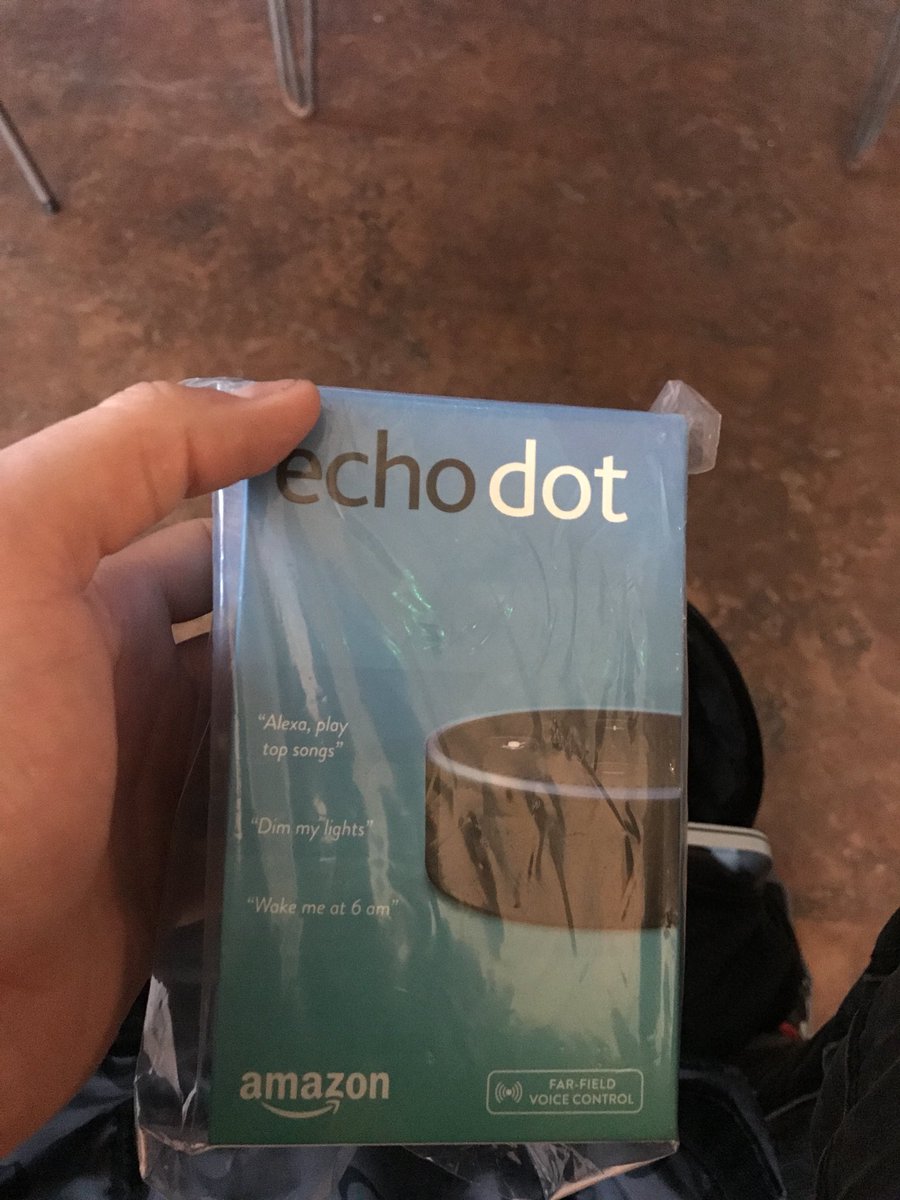 echo dot
“Alexa, play
top songs”
“Dim my lights”
“Wake me at 6 am”
amazon
FAR-FIELD
VOICE CONTROL